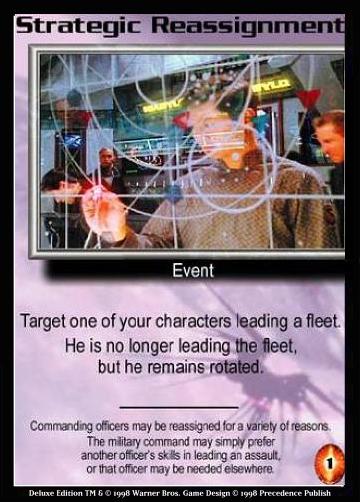 Strategic Reassignment
Event
Target one of your characters leading a fleet.
He is no longer leading the fleet,
but he remains rotated.
Commanding officers may be reassigned for a variety of reasons.
The military command may simply prefer
another officer's skills in leading an assault,
or that officer may be needed elsewhere.
1
Deluxe Edition TM & © 1998 Warner Bros. Game Design © 1998 Precedence Publish